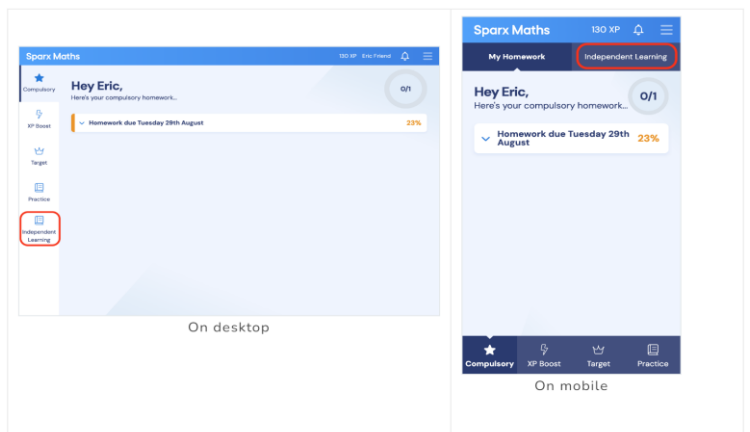 Sparx Maths
130 XP Eric Friend
Compulsory
XP Boost
Target
Practice
Independent
Learning
Hey Eric,
Here's your compulsory homework...
0/1
Homework due Tuesday 29th August 23%
On desktop
Sparx Maths 130 XP
My Homework Independent Learning
Hey Eric,
Here's your compulsory homework...
0/1
Homework due Tuesday 29th
August
23%
Compulsory XP Boost Target Practice
On mobile